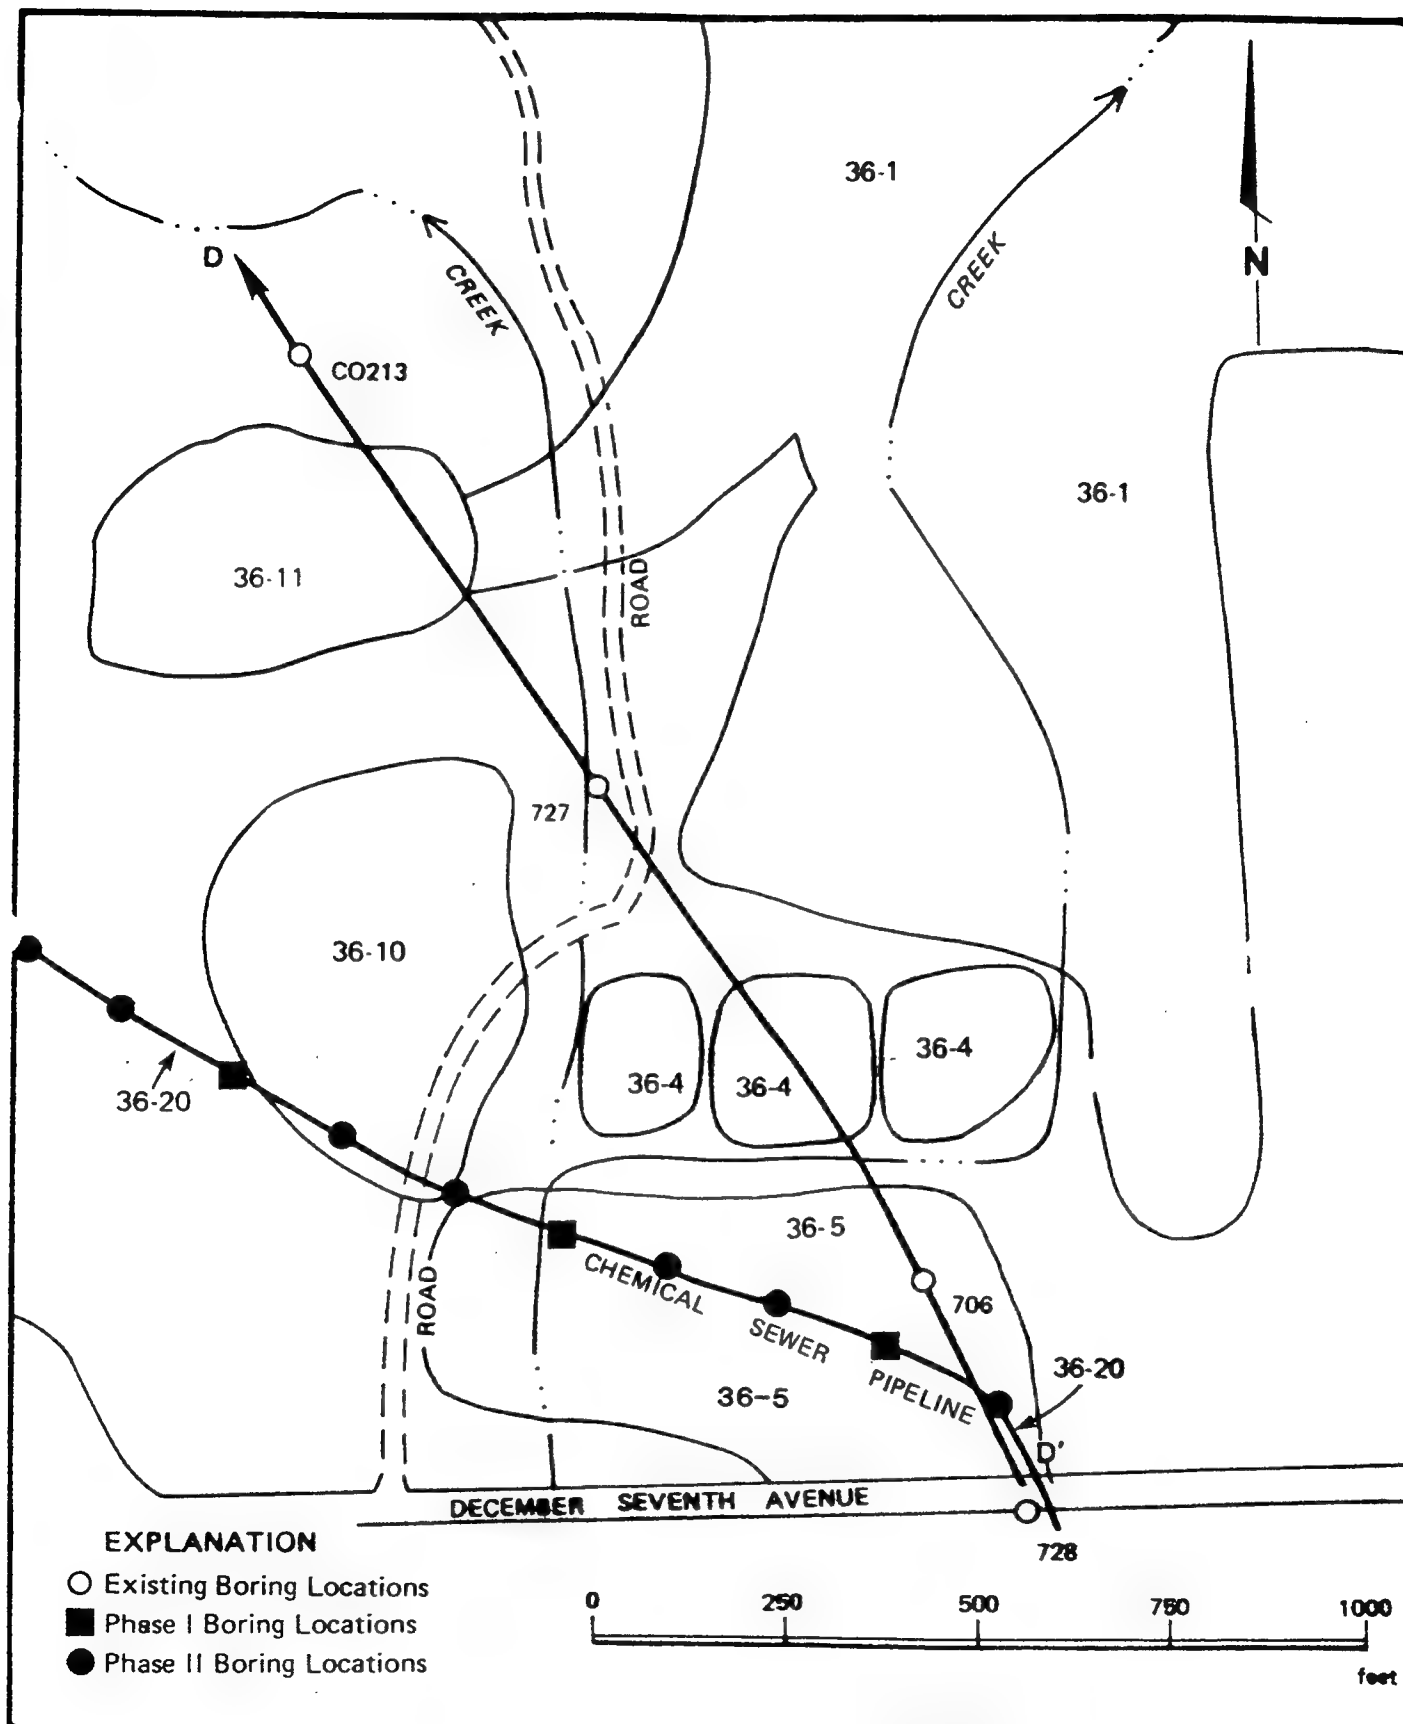 36-1
D
CREEK
CREEK
N
CO213
36-1
36-11
ROAD
727
36-10
36-4
36-4
36-4
36-20
36-5
CHEMICAL
706
ROAD
SEWER
36-20
PIPELINE
36-5
D'
DECEMBER SEVENTH AVENUE
728
EXPLANATION
Existing Boring Locations
Phase I Boring Locations
Phase II Boring Locations
0 250 500 750 1000
feet